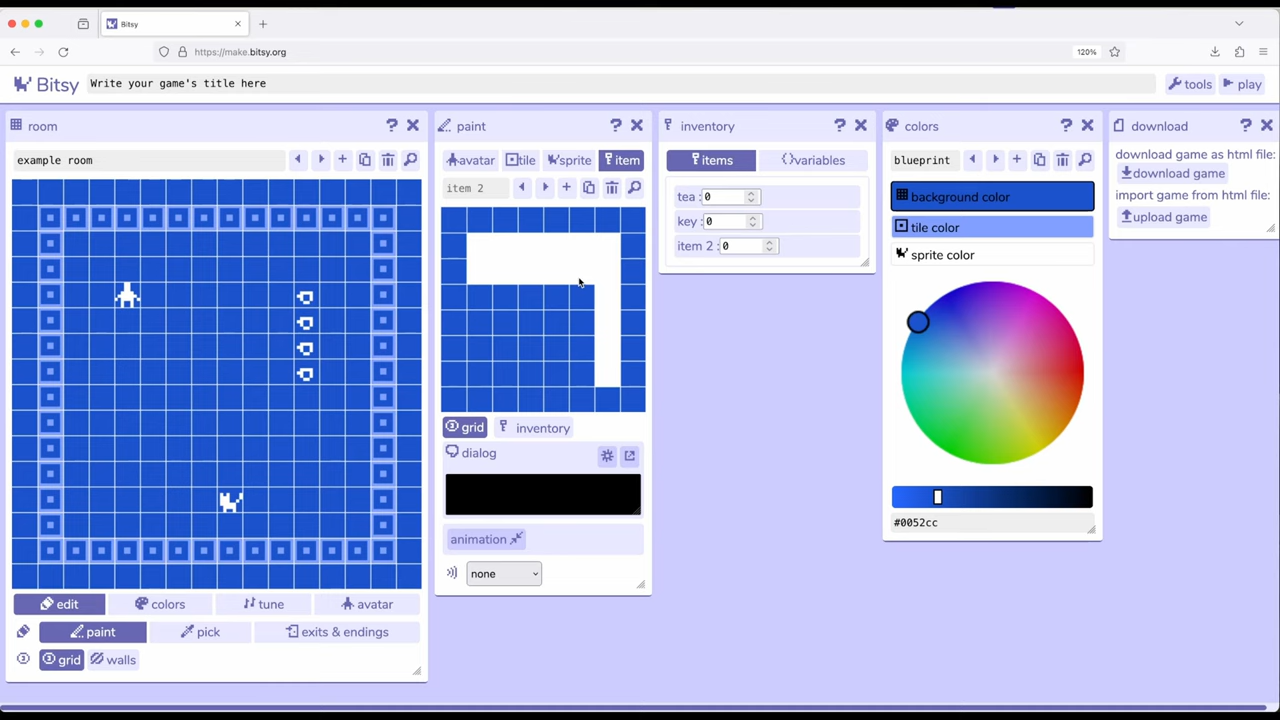 Bitsy
https://make.bitsy.org
120%
Bitsy
Write your game's title here
tools
play
room
example room
edit
colors
tune
avatar
paint
pick
exits & endings
grid
walls
paint
avatar
tile
sprite
item
item 2
grid
inventory
dialog
animation
none
inventory
items
variables
tea : 0
key : 0
item 2 : 0
colors
blueprint
background color
tile color
sprite color
#0052cc
download
download game as html file:
download game
import game from html file:
upload game